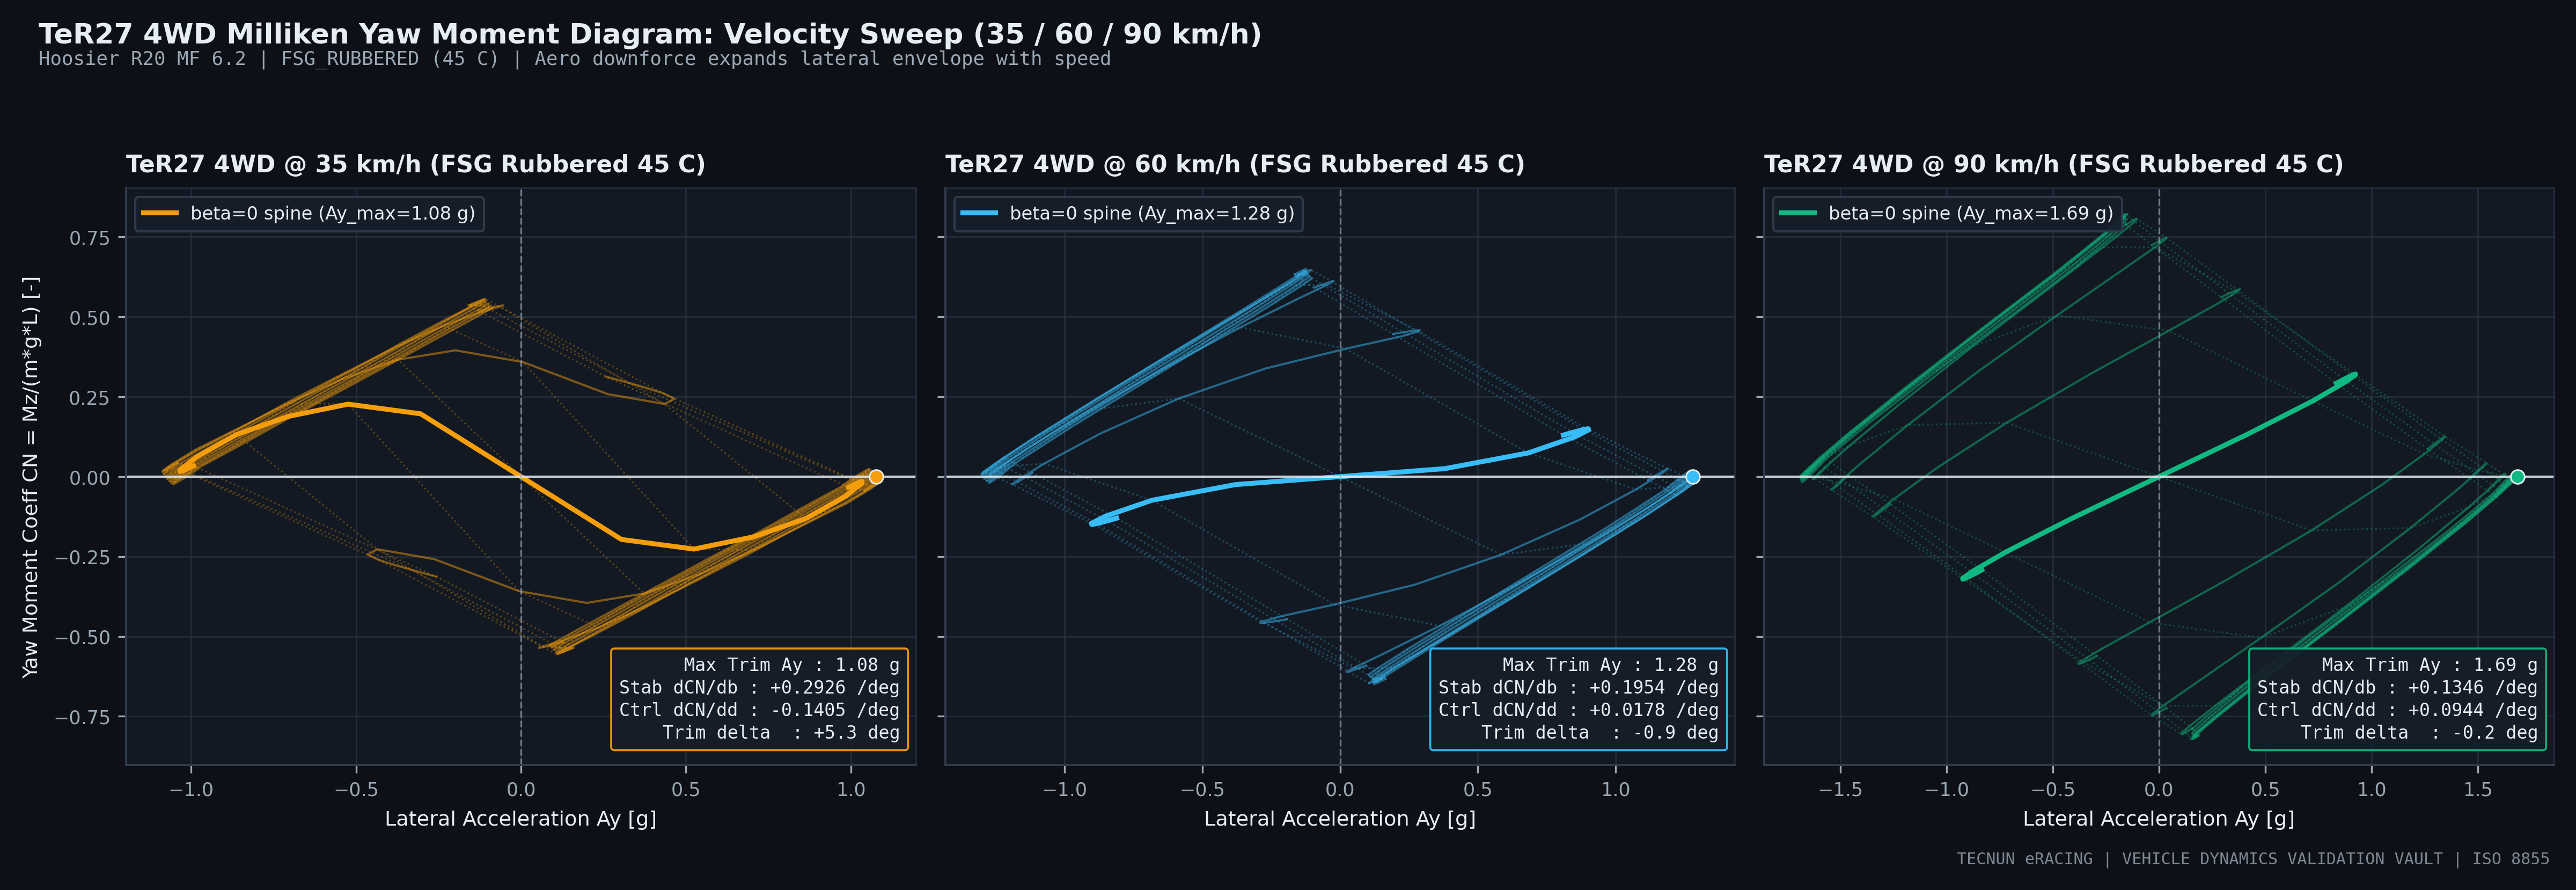 TeR27 4WD Milliken Yaw Moment Diagram: Velocity Sweep (35 / 60 / 90 km/h)
Hoosier R20 MF 6.2 | FSG_RUBBERED (45 C) | Aero downforce expands lateral envelope with speed
TeR27 4WD @ 35 km/h (FSG Rubbered 45 C)
beta=0 spine (Ay_max=1.08 g)
Yaw Moment Coeff CN = Mz/(m*g*L) [-]
0.75
0.50
0.25
0.00
−0.25
−0.50
−0.75
Max Trim Ay : 1.08 g
Stab dCN/db : +0.2926 /deg
Ctrl dCN/dd : -0.1405 /deg
Trim delta  : +5.3 deg
−1.0 −0.5 0.0 0.5 1.0
Lateral Acceleration Ay [g]
TeR27 4WD @ 60 km/h (FSG Rubbered 45 C)
beta=0 spine (Ay_max=1.28 g)
Max Trim Ay : 1.28 g
Stab dCN/db : +0.1954 /deg
Ctrl dCN/dd : +0.0178 /deg
Trim delta  : -0.9 deg
−1.0 −0.5 0.0 0.5 1.0
Lateral Acceleration Ay [g]
TeR27 4WD @ 90 km/h (FSG Rubbered 45 C)
beta=0 spine (Ay_max=1.69 g)
Max Trim Ay : 1.69 g
Stab dCN/db : +0.1346 /deg
Ctrl dCN/dd : +0.0944 /deg
Trim delta  : -0.2 deg
−1.5 −1.0 −0.5 0.0 0.5 1.0 1.5
Lateral Acceleration Ay [g]
TECNUN eRACING | VEHICLE DYNAMICS VALIDATION VAULT | ISO 8855